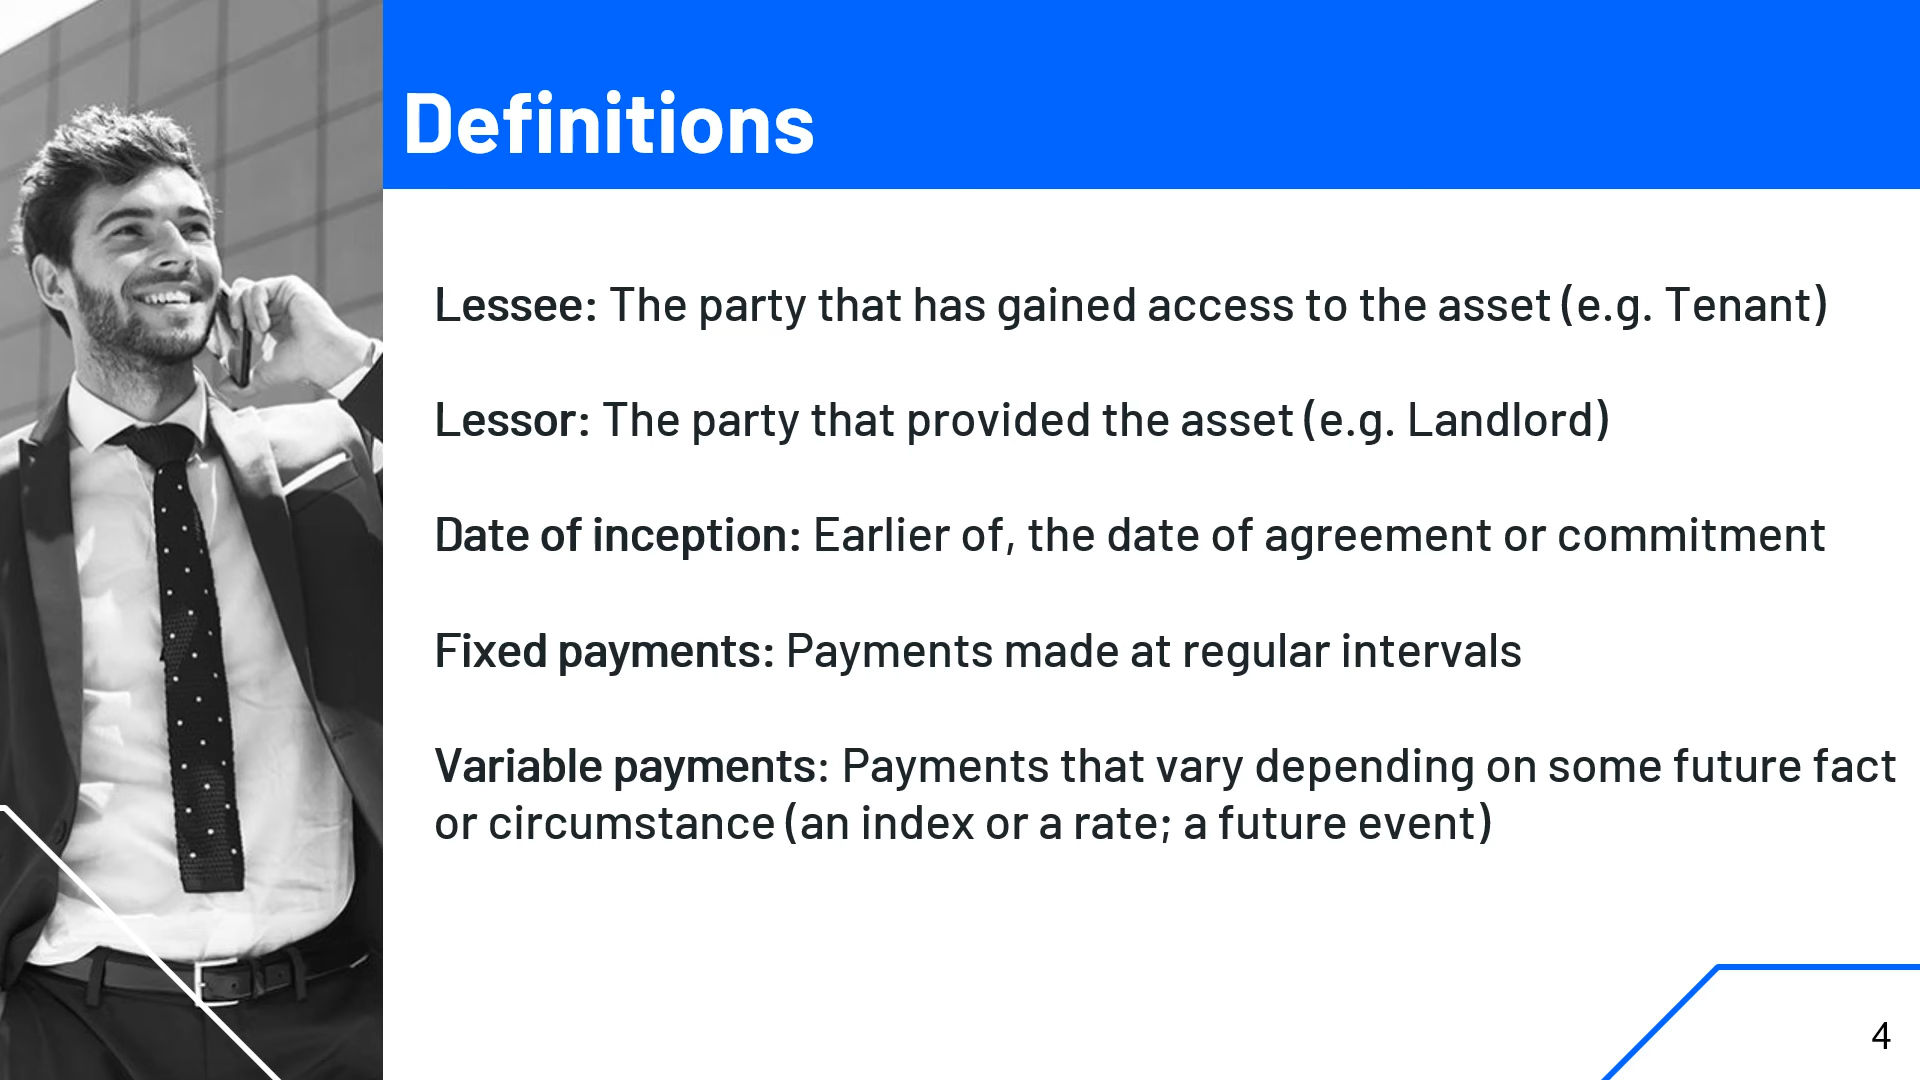 Definitions
Lessee: The party that has gained access to the asset (e.g. Tenant)
Lessor: The party that provided the asset (e.g. Landlord)
Date of inception: Earlier of, the date of agreement or commitment
Fixed payments: Payments made at regular intervals
Variable payments: Payments that vary depending on some future fact
or circumstance (an index or a rate; a future event)
4